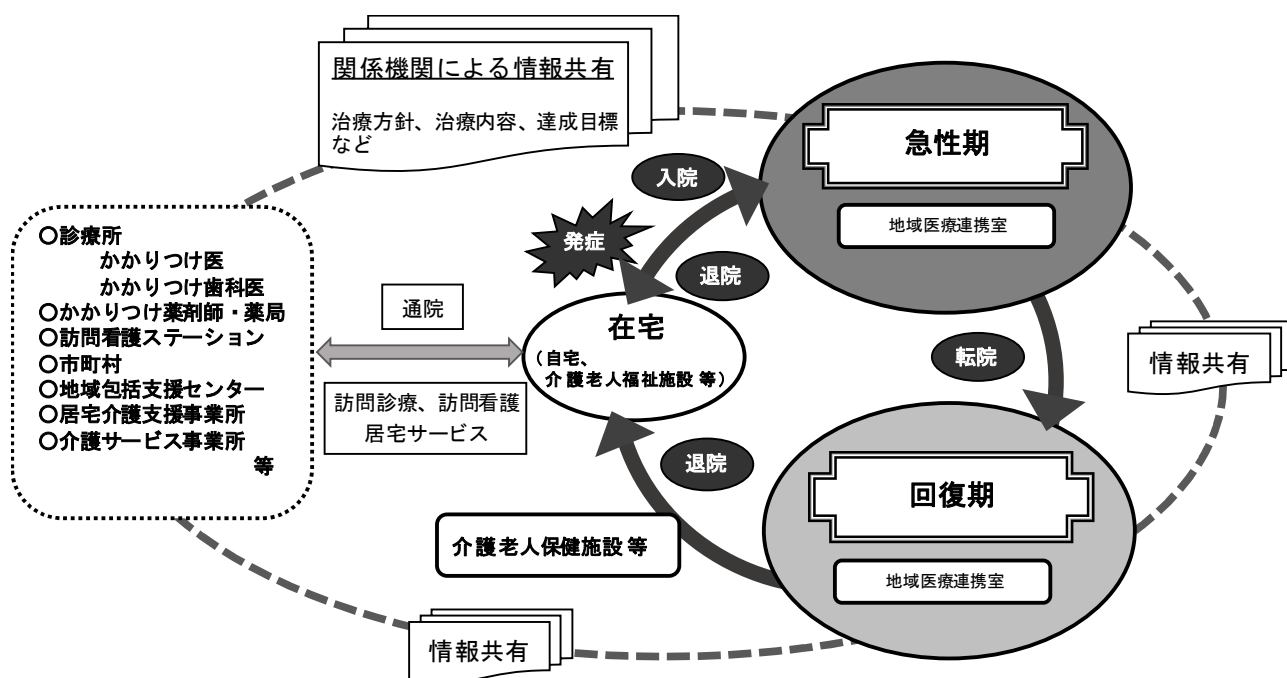 関係機関による情報共有
治療方針、治療内容、達成目標
など
急性期
地域医療連携室
入院
発症
退院
○診療所
かかりつけ医
かかりつけ歯科医
○かかりつけ薬剤師・薬局
○訪問看護ステーション
○市町村
○地域包括支援センター
○居宅介護支援事業所
○介護サービス事業所
等
通院
訪問診療、訪問看護
居宅サービス
在宅
（自宅、
介護老人福祉施設等）
転院
情報共有
退院
回復期
地域医療連携室
介護老人保健施設等
情報共有